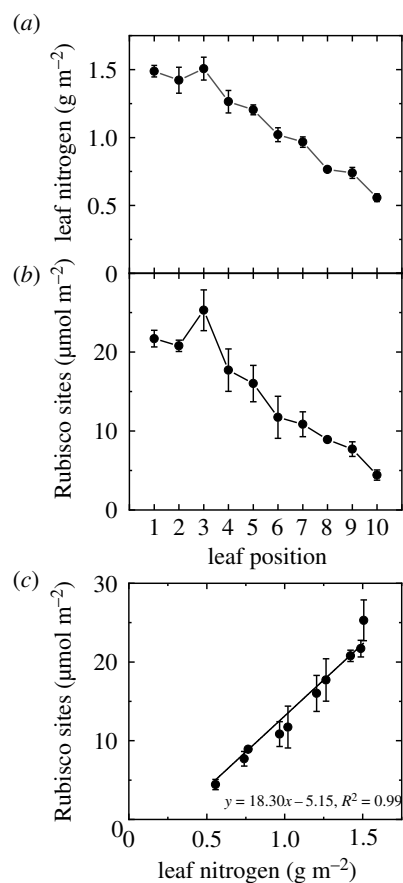 (a)
leaf nitrogen (g m⁻²)
1.5
1.0
0.5
0
(b)
Rubisco sites (µmol m⁻²)
20
10
0
1 2 3 4 5 6 7 8 9 10
leaf position
(c)
Rubisco sites (µmol m⁻²)
30
20
10
0
y = 18.30x – 5.15, R² = 0.99
0 0.5 1.0 1.5
leaf nitrogen (g m⁻²)